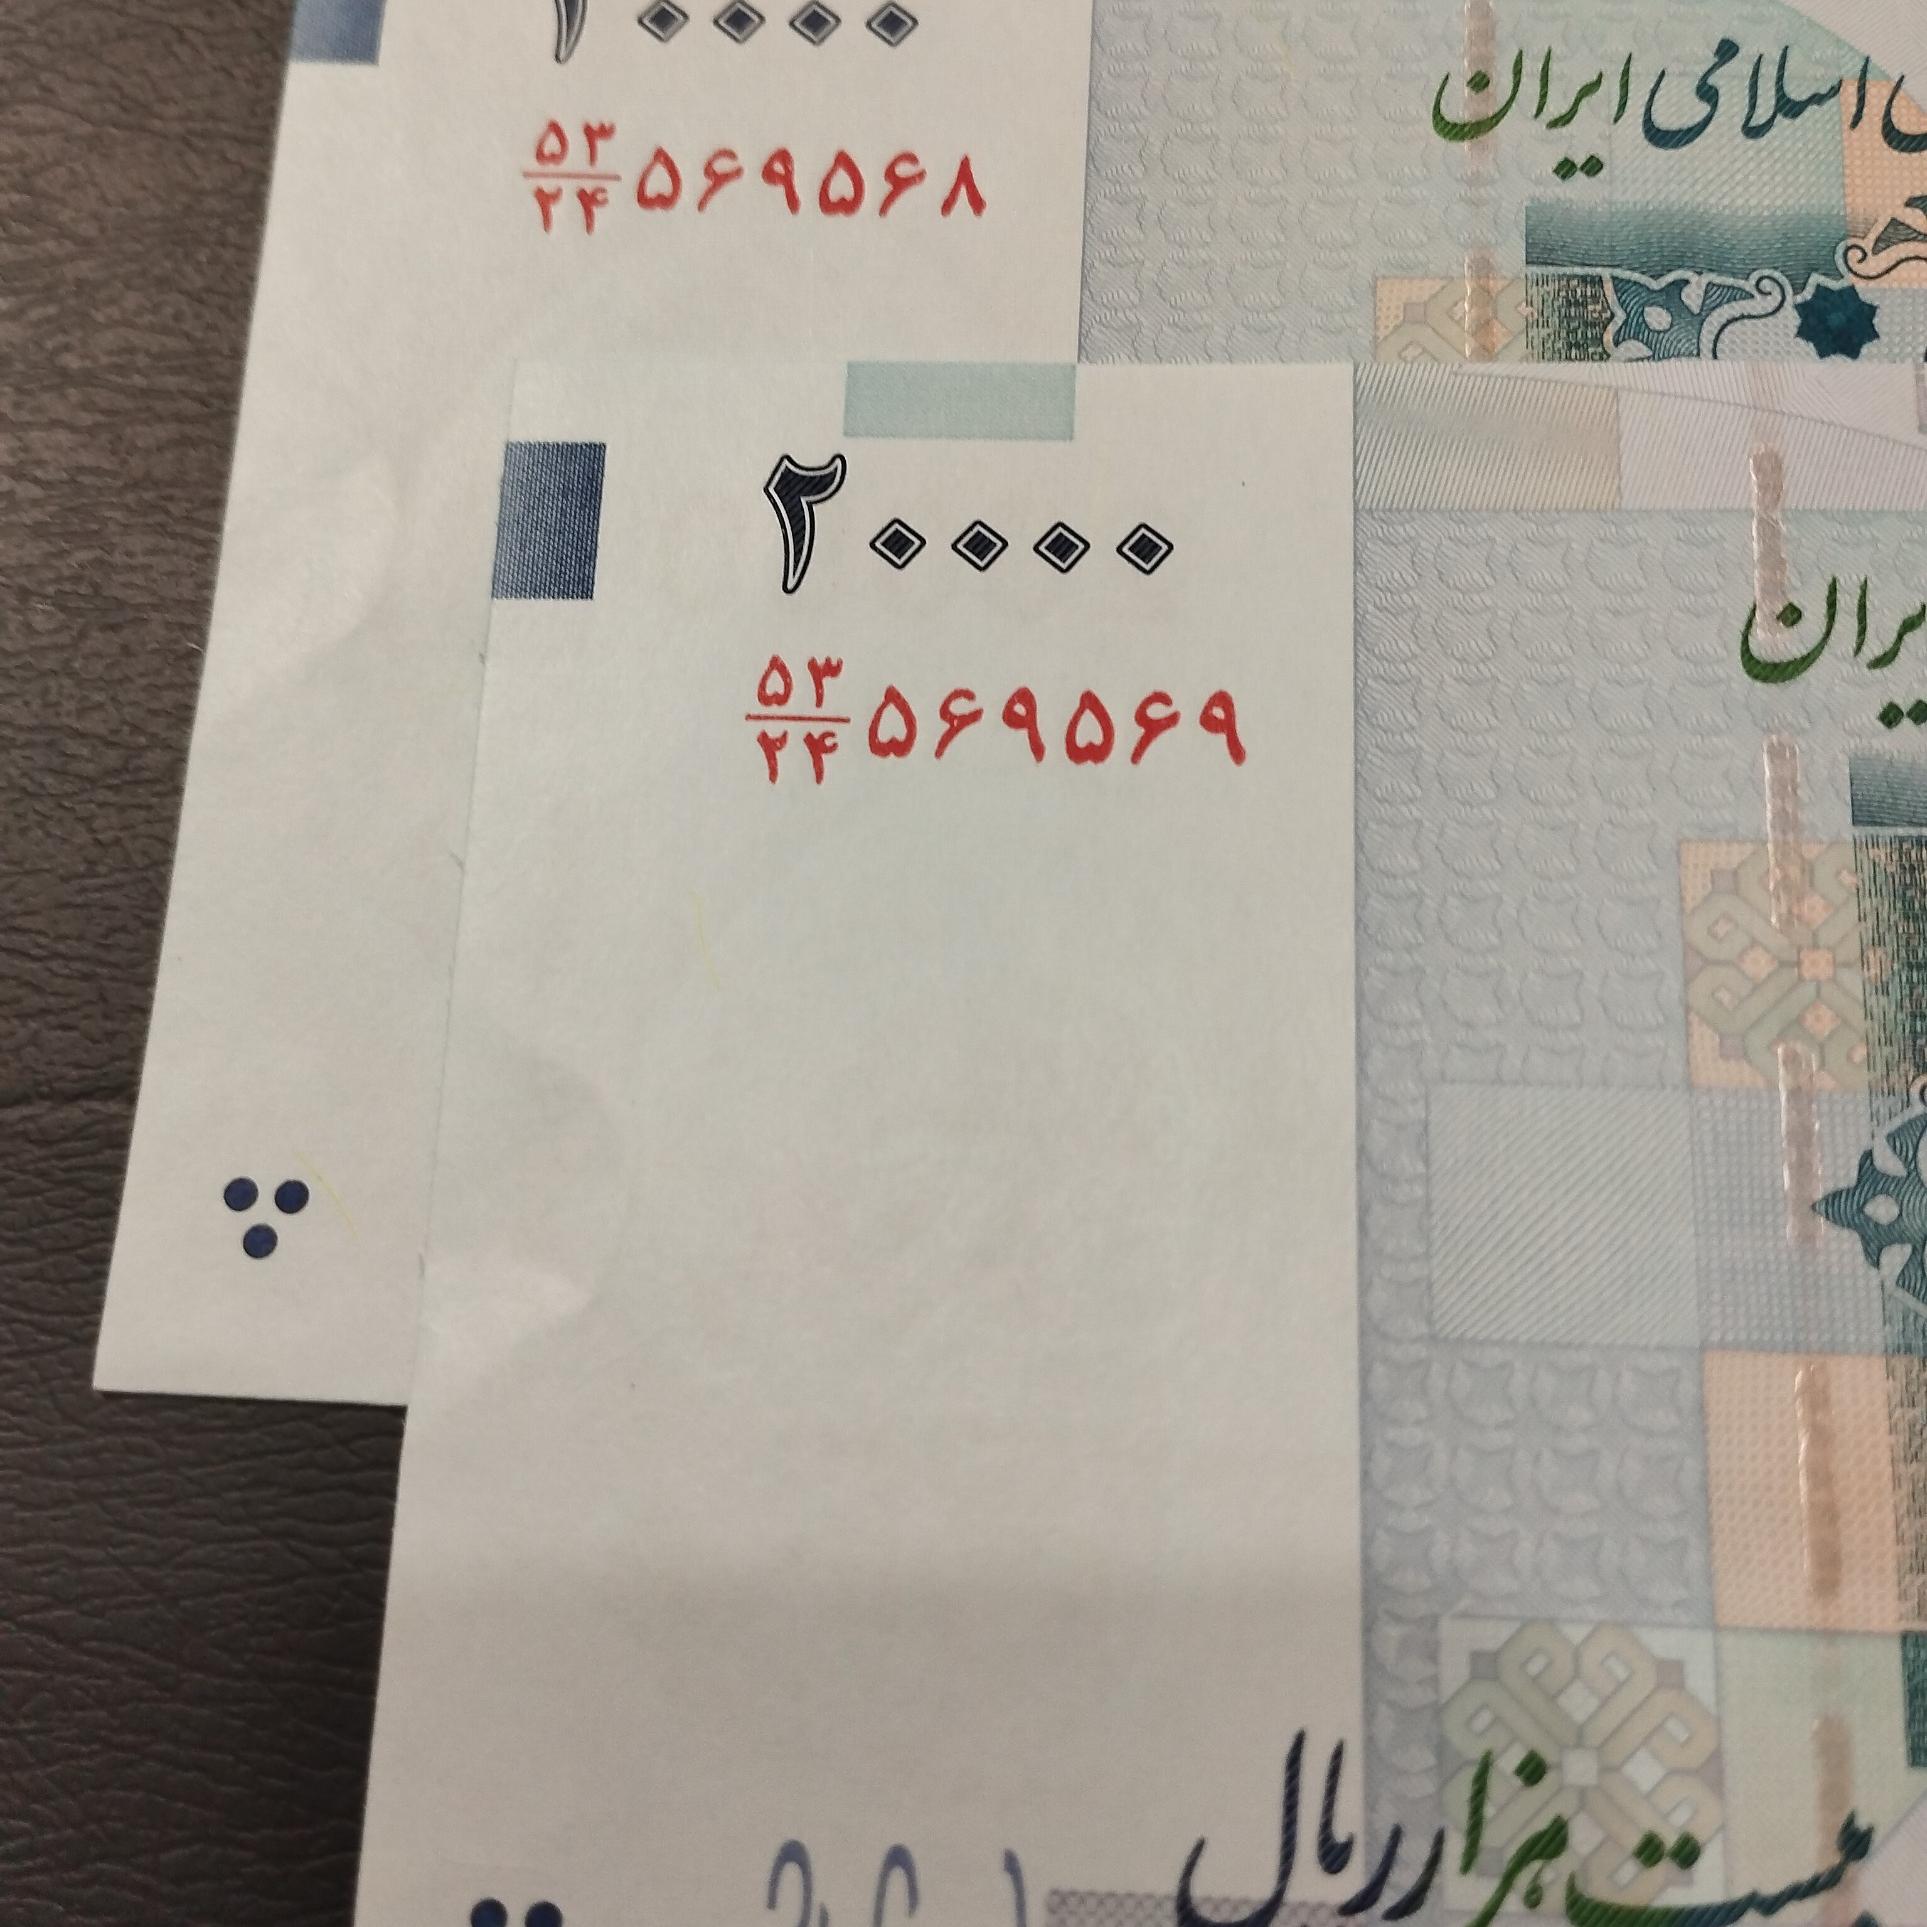 اسلامی ایران
۵۳/۲۴ ۵۶۹۵۶۸
۲۰۰۰۰
ایران
۵۳/۲۴ ۵۶۹۵۶۹
بیست هزار ریال